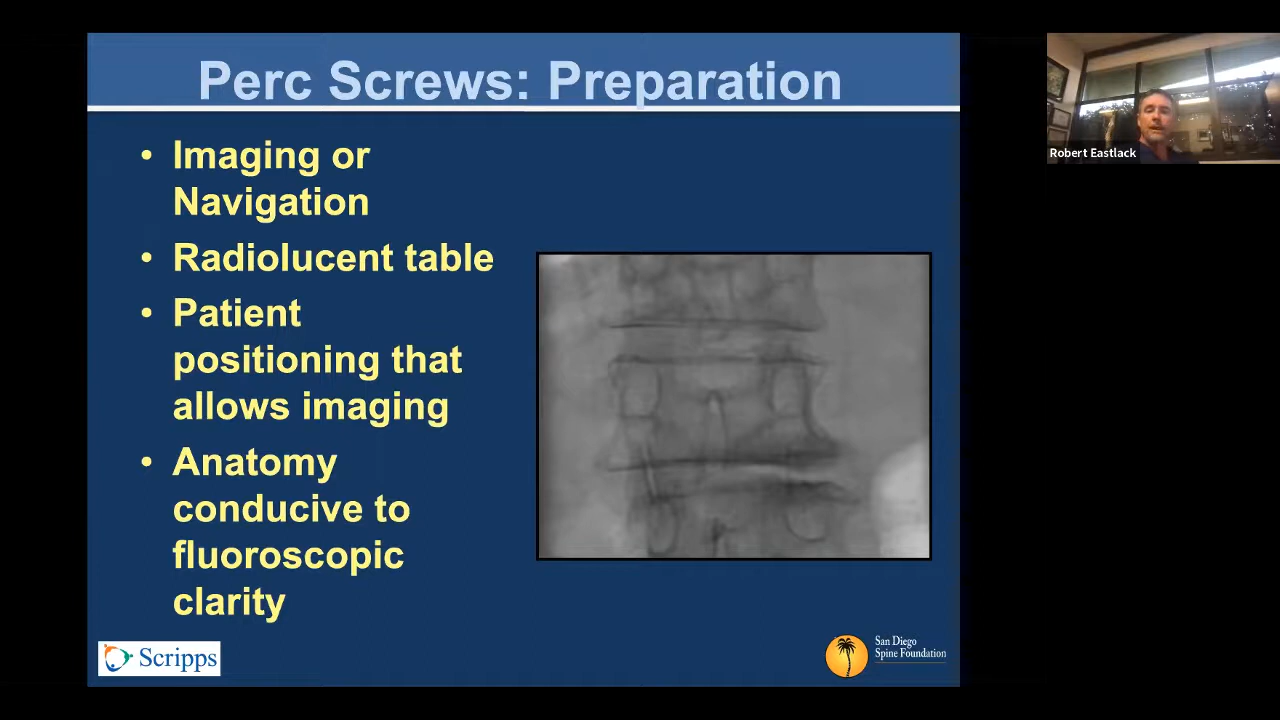 Perc Screws: Preparation
• Imaging or
Navigation
• Radiolucent table
• Patient
positioning that
allows imaging
• Anatomy
conducive to
fluoroscopic
clarity
Scripps
San Diego
Spine Foundation
Robert Eastlack